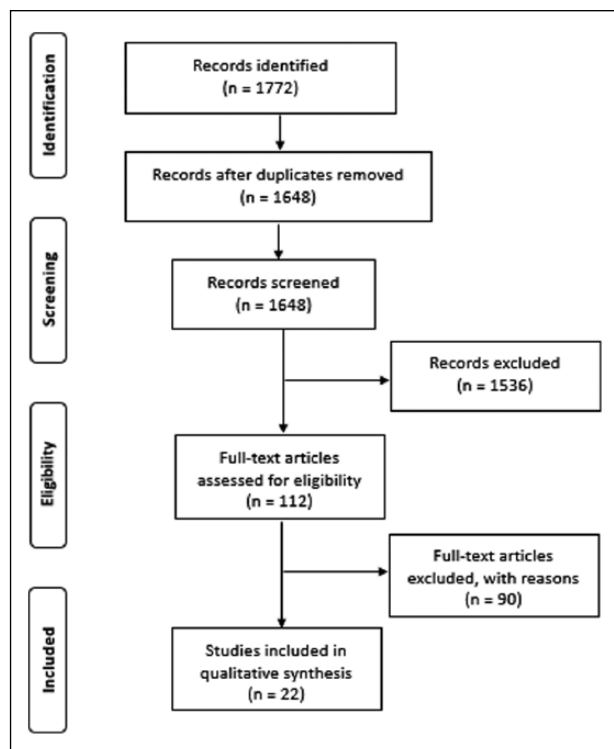 Identification
Records identified
(n = 1772)
Records after duplicates removed
(n = 1648)
Screening
Records screened
(n = 1648)
Records excluded
(n = 1536)
Eligibility
Full-text articles
assessed for eligibility
(n = 112)
Full-text articles
excluded, with reasons
(n = 90)
Included
Studies included in
qualitative synthesis
(n = 22)